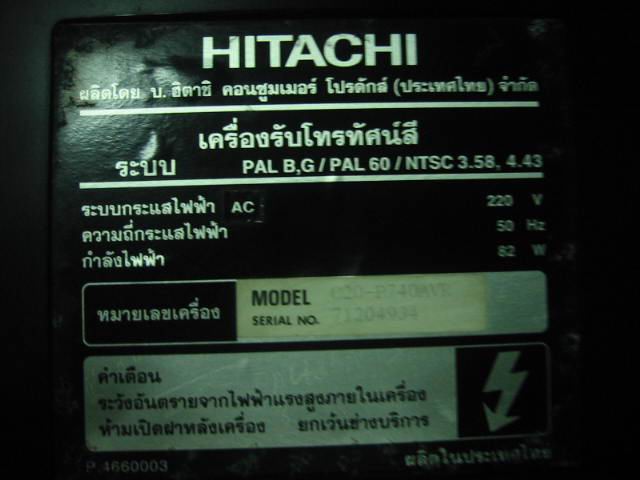 HITACHI
ผลิตโดย บ. ฮิตาชิ คอนซูมเมอร์ โปรดักส์ (ประเทศไทย) จำกัด
เครื่องรับโทรทัศน์สี
ระบบ PAL B,G / PAL 60 / NTSC 3.58, 4.43
ระบบกระแสไฟฟ้า AC 220 V
ความถี่กระแสไฟฟ้า 50 Hz
กำลังไฟฟ้า 82 W
หมายเลขเครื่อง
MODEL C20-P740AVR
SERIAL NO. 71204934
คำเตือน
ระวังอันตรายจากไฟฟ้าแรงสูงภายในเครื่อง
ห้ามเปิดฝาหลังเครื่อง ยกเว้นช่างบริการ
P.4660003 ผลิตในประเทศไทย